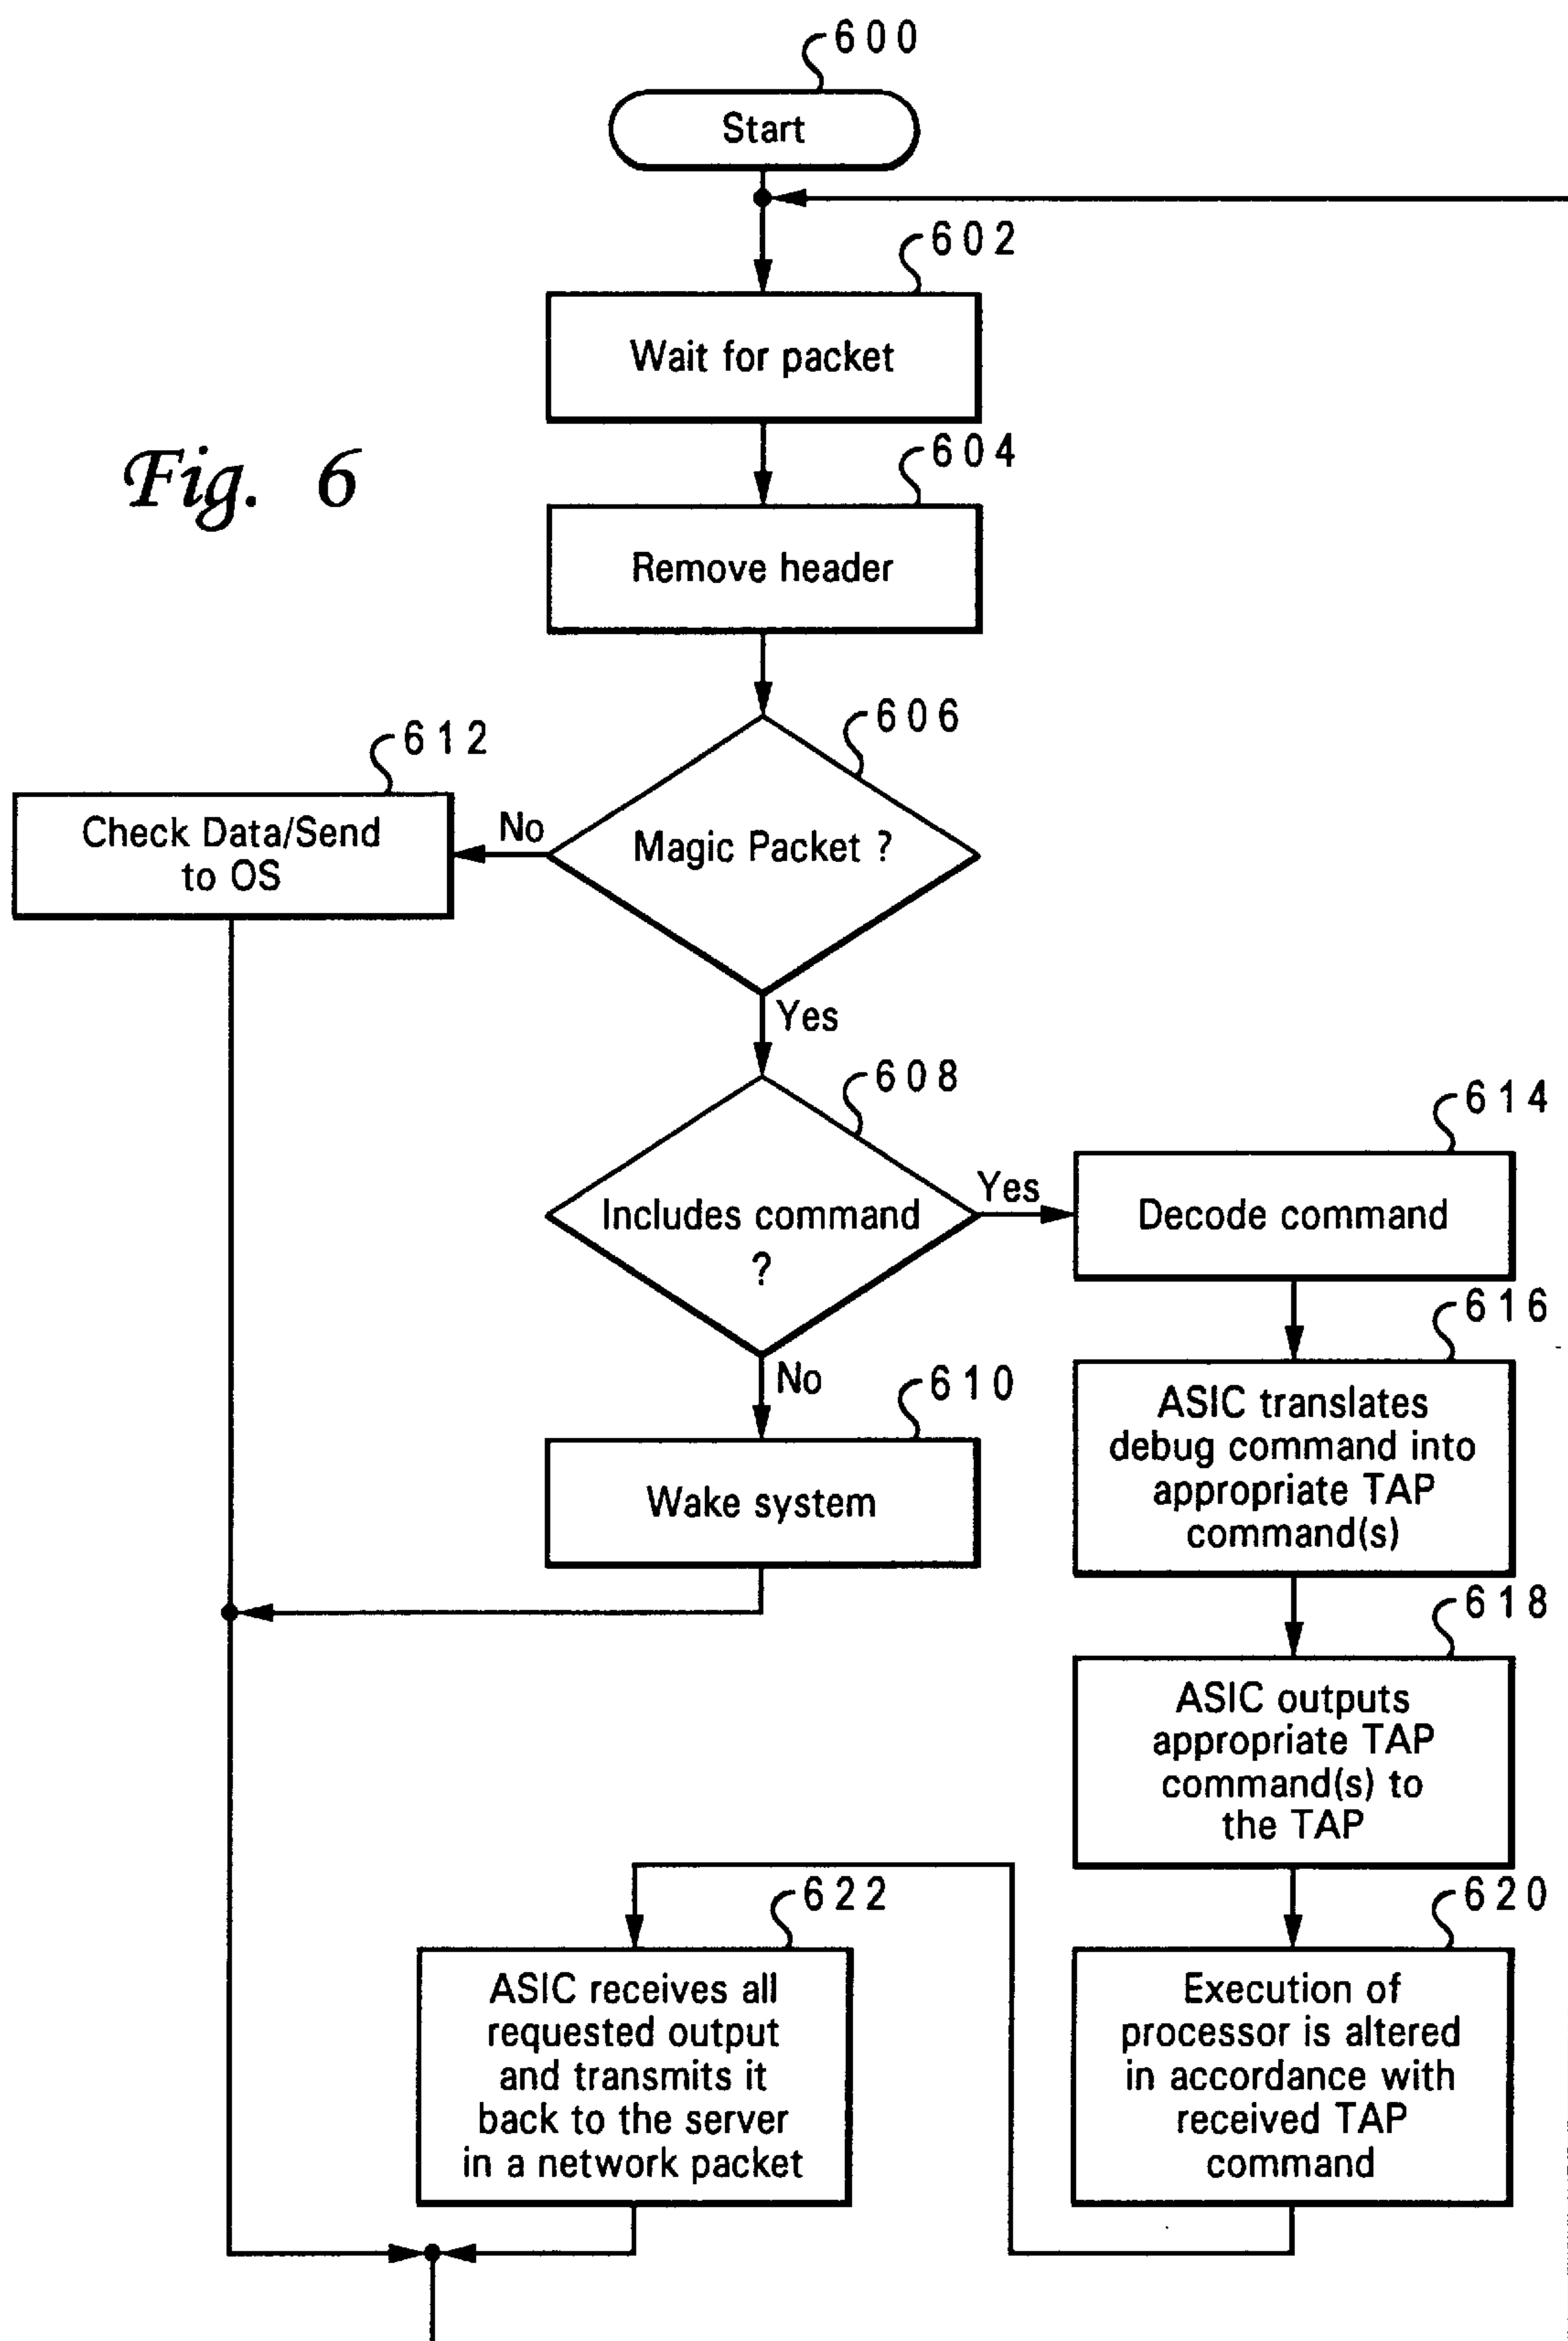 600
Start
602
Wait for packet
Fig. 6
604
Remove header
606
Magic Packet ?
612
No
Check Data/Send
to OS
Yes
608
Includes command
?
Yes
614
Decode command
No
610
Wake system
616
ASIC translates
debug command into
appropriate TAP
command(s)
618
ASIC outputs
appropriate TAP
command(s) to
the TAP
620
Execution of
processor is altered
in accordance with
received TAP
command
622
ASIC receives all
requested output
and transmits it
back to the server
in a network packet